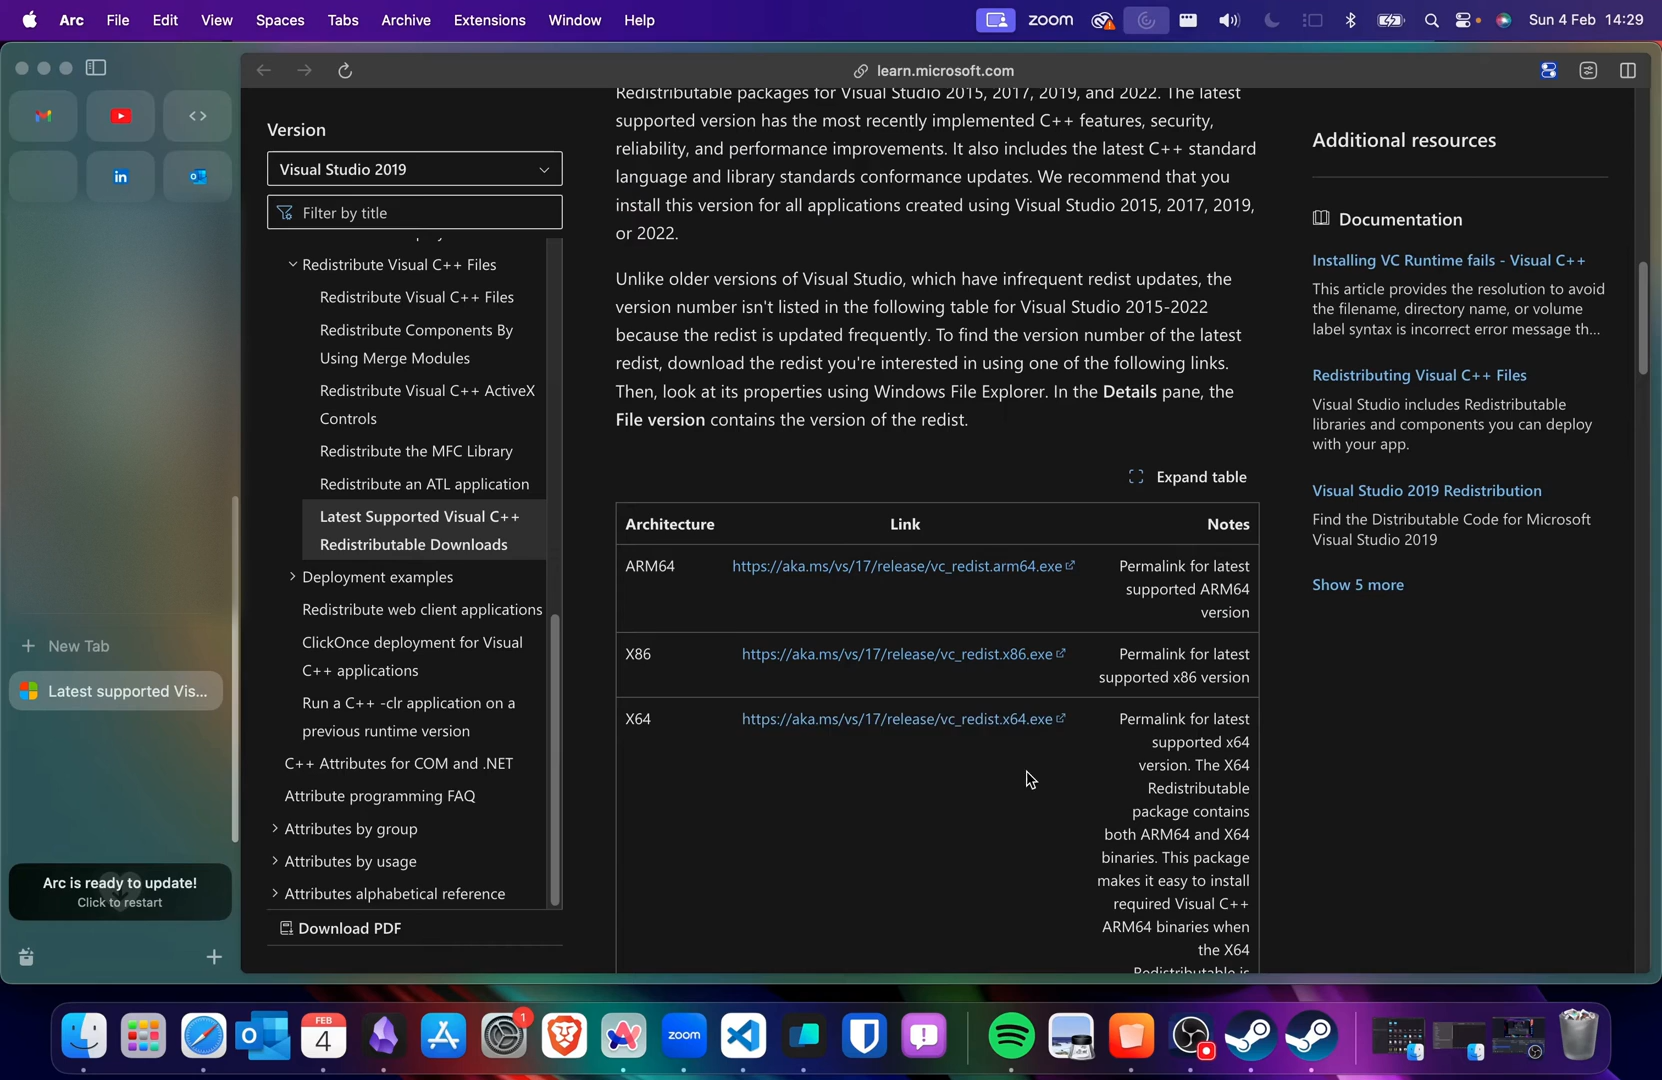 Arc File Edit View Spaces Tabs Archive Extensions Window Help
zoom
Sun 4 Feb 14:29
learn.microsoft.com
New Tab
Latest supported Vis...
Arc is ready to update!
Click to restart
Version
Visual Studio 2019
Filter by title
Redistribute Visual C++ Files
Redistribute Visual C++ Files
Redistribute Components By
Using Merge Modules
Redistribute Visual C++ ActiveX
Controls
Redistribute the MFC Library
Redistribute an ATL application
Latest Supported Visual C++
Redistributable Downloads
Deployment examples
Redistribute web client applications
ClickOnce deployment for Visual
C++ applications
Run a C++ -clr application on a
previous runtime version
C++ Attributes for COM and .NET
Attribute programming FAQ
Attributes by group
Attributes by usage
Attributes alphabetical reference
Download PDF
Redistributable packages for Visual Studio 2015, 2017, 2019, and 2022. The latest
supported version has the most recently implemented C++ features, security,
reliability, and performance improvements. It also includes the latest C++ standard
language and library standards conformance updates. We recommend that you
install this version for all applications created using Visual Studio 2015, 2017, 2019,
or 2022.
Unlike older versions of Visual Studio, which have infrequent redist updates, the
version number isn't listed in the following table for Visual Studio 2015-2022
because the redist is updated frequently. To find the version number of the latest
redist, download the redist you're interested in using one of the following links.
Then, look at its properties using Windows File Explorer. In the Details pane, the
File version contains the version of the redist.
Expand table
Architecture Link Notes
ARM64 https://aka.ms/vs/17/release/vc_redist.arm64.exe Permalink for latest
supported ARM64
version
X86 https://aka.ms/vs/17/release/vc_redist.x86.exe Permalink for latest
supported x86 version
X64 https://aka.ms/vs/17/release/vc_redist.x64.exe Permalink for latest
supported x64
version. The X64
Redistributable
package contains
both ARM64 and X64
binaries. This package
makes it easy to install
required Visual C++
ARM64 binaries when
the X64
Redistributable is
Additional resources
Documentation
Installing VC Runtime fails - Visual C++
This article provides the resolution to avoid
the filename, directory name, or volume
label syntax is incorrect error message th...
Redistributing Visual C++ Files
Visual Studio includes Redistributable
libraries and components you can deploy
with your app.
Visual Studio 2019 Redistribution
Find the Distributable Code for Microsoft
Visual Studio 2019
Show 5 more
FEB
4
1
zoom